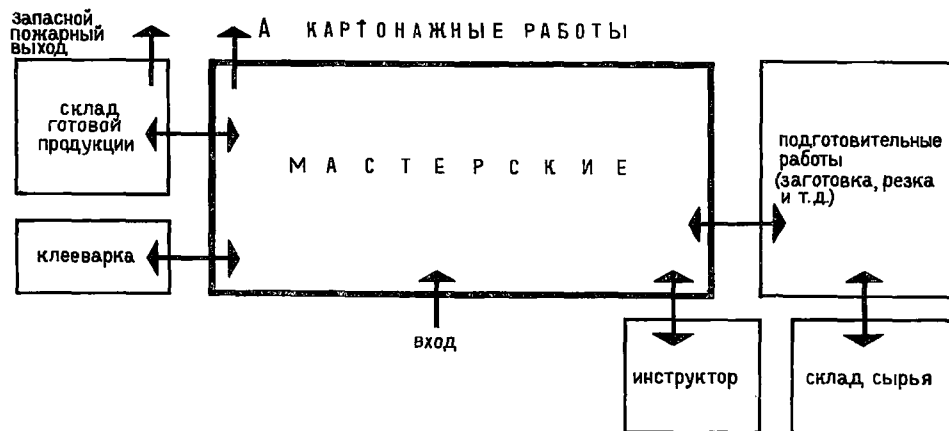 запасной
пожарный
выход
А КАРТОНАЖНЫЕ РАБОТЫ
склад
готовой
продукции
МАСТЕРСКИЕ
подготовительные
работы
(заготовка, резка
и т.д.)
клееварка
вход
инструктор
склад сырья